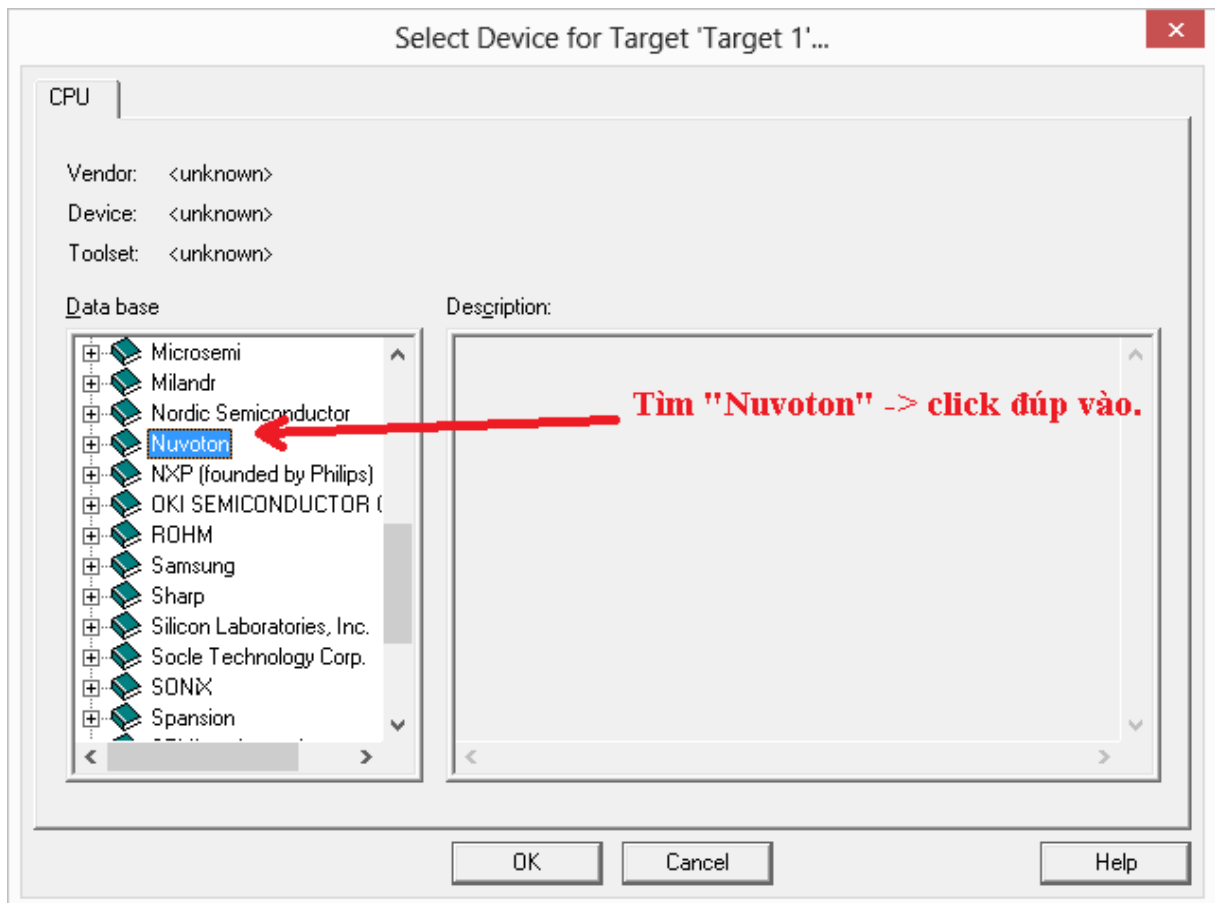 Select Device for Target 'Target 1'...
CPU
Vendor: <unknown>
Device: <unknown>
Toolset: <unknown>
Data base
Description:
Microsemi
Milandr
Nordic Semiconductor
Nuvoton
NXP (founded by Philips)
OKI SEMICONDUCTOR (
ROHM
Samsung
Sharp
Silicon Laboratories, Inc.
Socle Technology Corp.
SONiX
Spansion
Tìm "Nuvoton" -> click đúp vào.
OK
Cancel
Help